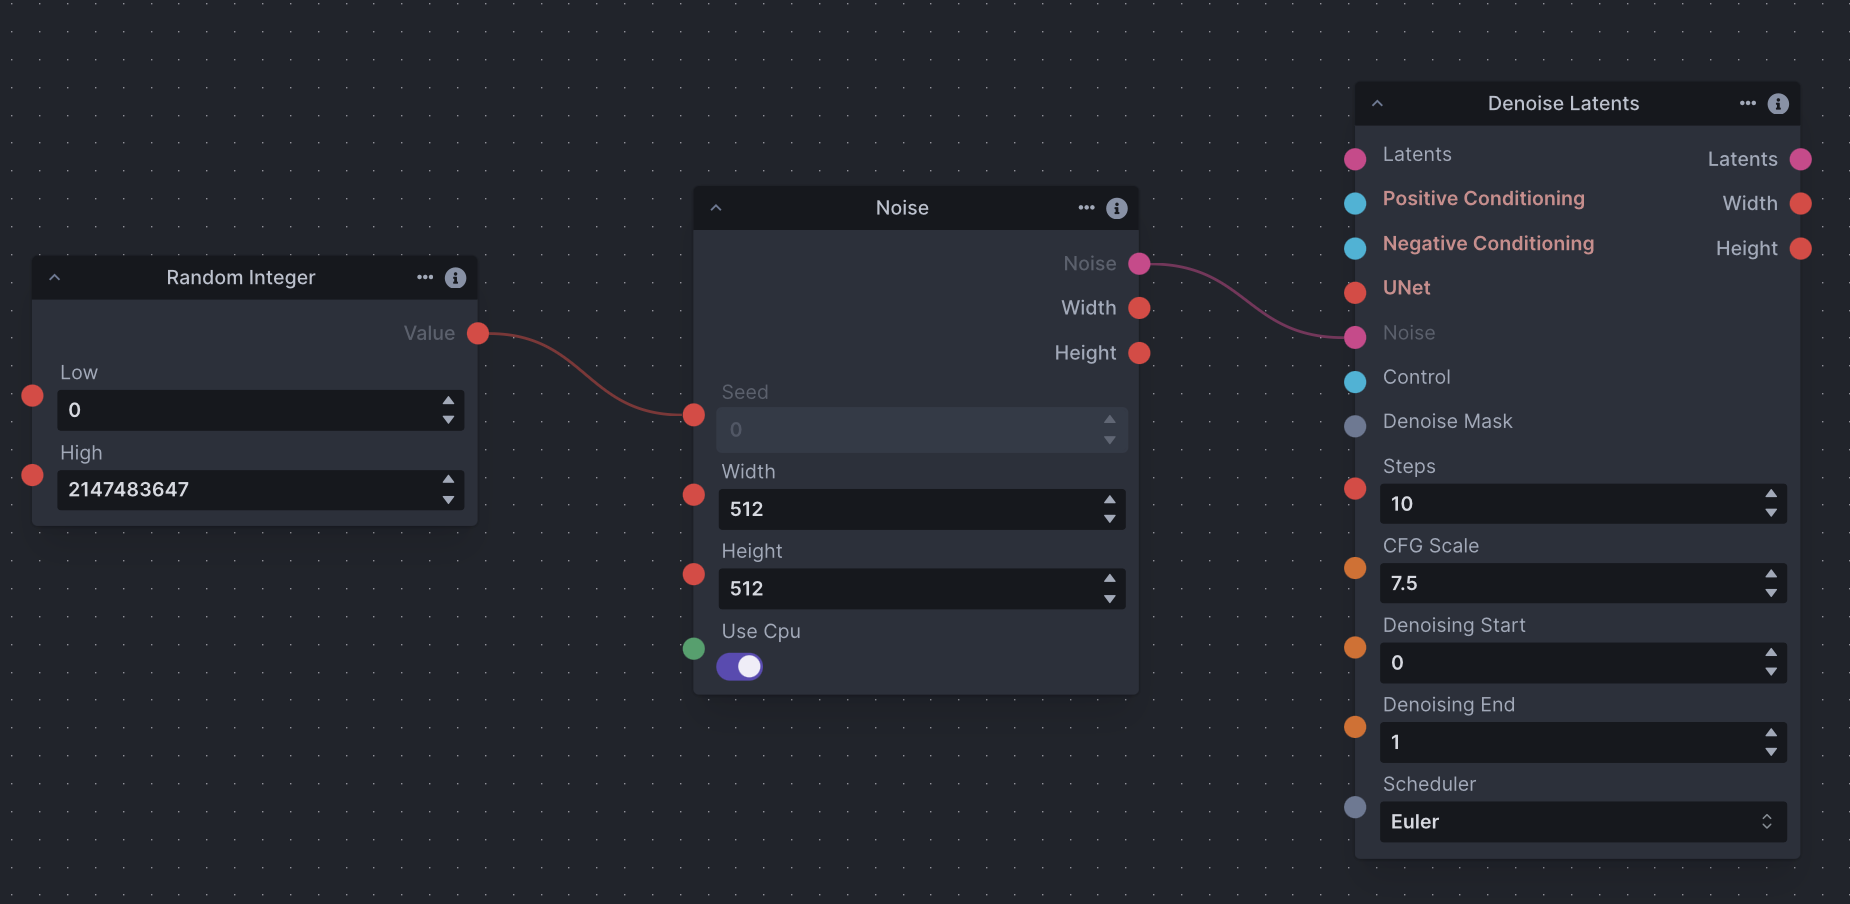 Random Integer
Value
Low
0
High
2147483647
Noise
Noise
Width
Height
Seed
0
Width
512
Height
512
Use Cpu
Denoise Latents
Latents
Latents
Positive Conditioning
Width
Negative Conditioning
Height
UNet
Noise
Control
Denoise Mask
Steps
10
CFG Scale
7.5
Denoising Start
0
Denoising End
1
Scheduler
Euler